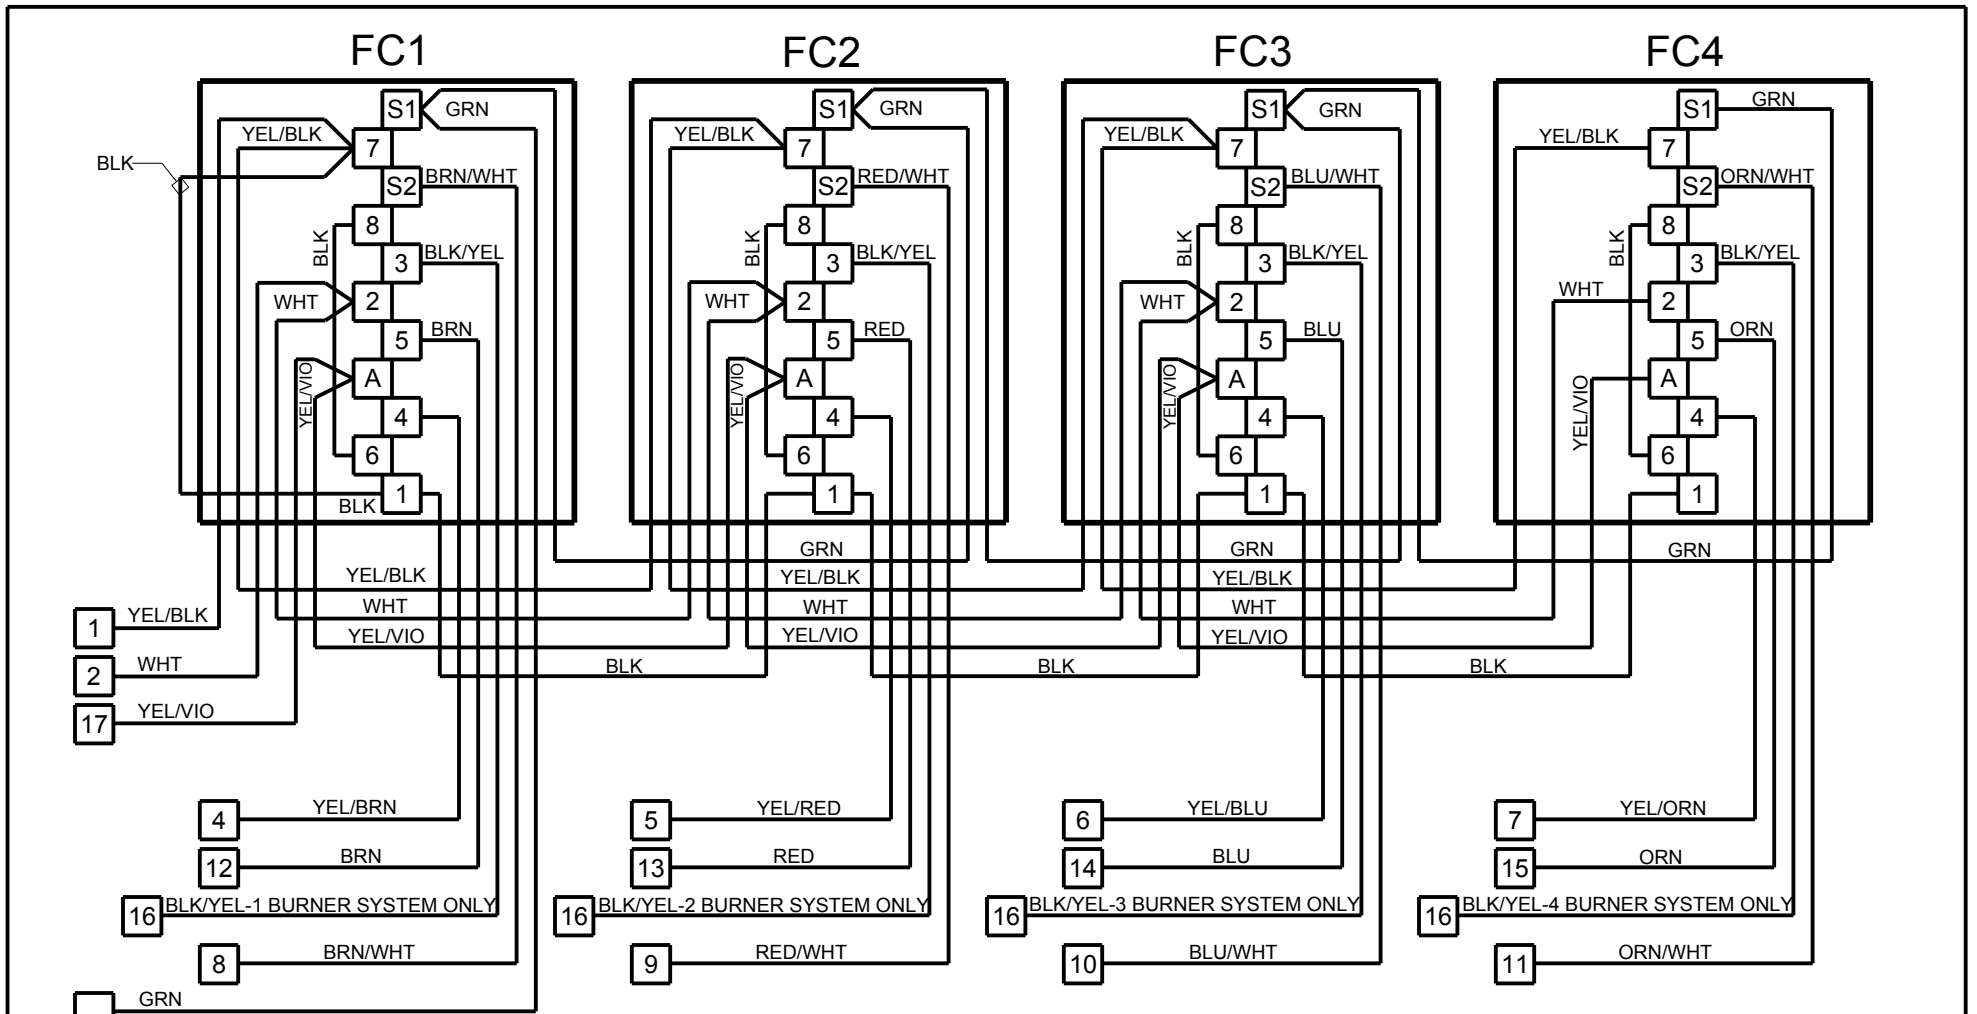 FC1
FC2
FC3
FC4
S1
GRN
S1
GRN
S1
GRN
S1
GRN
YEL/BLK
7
YEL/BLK
7
YEL/BLK
7
YEL/BLK
7
BLK
S2
BRN/WHT
S2
RED/WHT
S2
BLU/WHT
S2
ORN/WHT
8
8
8
8
BLK
BLK
BLK
BLK
3
BLK/YEL
3
BLK/YEL
3
BLK/YEL
3
BLK/YEL
WHT
2
WHT
2
WHT
2
WHT
2
5
BRN
5
RED
5
BLU
5
ORN
YEL/VIO
A
YEL/VIO
A
YEL/VIO
A
YEL/VIO
A
4
4
4
4
6
6
6
6
BLK
1
1
1
1
GRN
GRN
GRN
YEL/BLK
YEL/BLK
YEL/BLK
WHT
WHT
WHT
1
YEL/BLK
YEL/VIO
YEL/VIO
YEL/VIO
2
WHT
BLK
BLK
BLK
17
YEL/VIO
4
YEL/BRN
5
YEL/RED
6
YEL/BLU
7
YEL/ORN
12
BRN
13
RED
14
BLU
15
ORN
16
BLK/YEL-1 BURNER SYSTEM ONLY
16
BLK/YEL-2 BURNER SYSTEM ONLY
16
BLK/YEL-3 BURNER SYSTEM ONLY
16
BLK/YEL-4 BURNER SYSTEM ONLY
8
BRN/WHT
9
RED/WHT
10
BLU/WHT
11
ORN/WHT
GRN